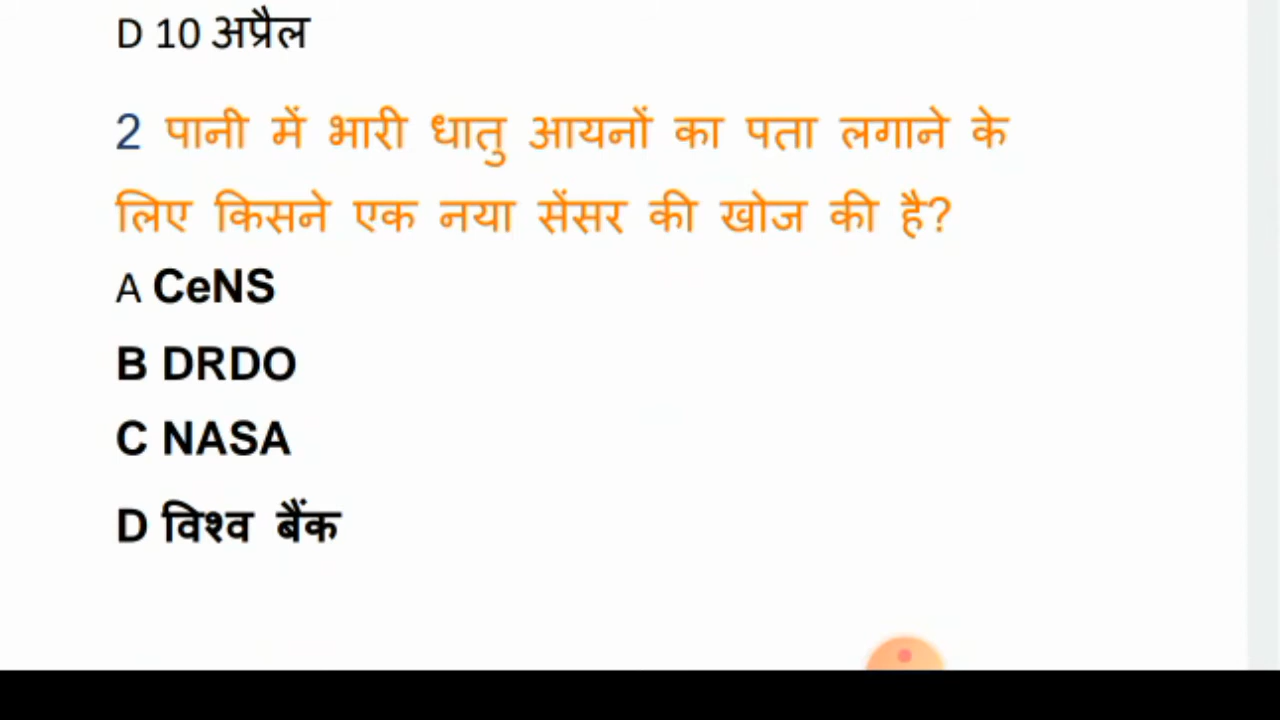 D 10 अप्रैल
2 पानी में भारी धातु आयनों का पता लगाने के
लिए किसने एक नया सेंसर की खोज की है?
A CeNS
B DRDO
C NASA
D विश्व बैंक